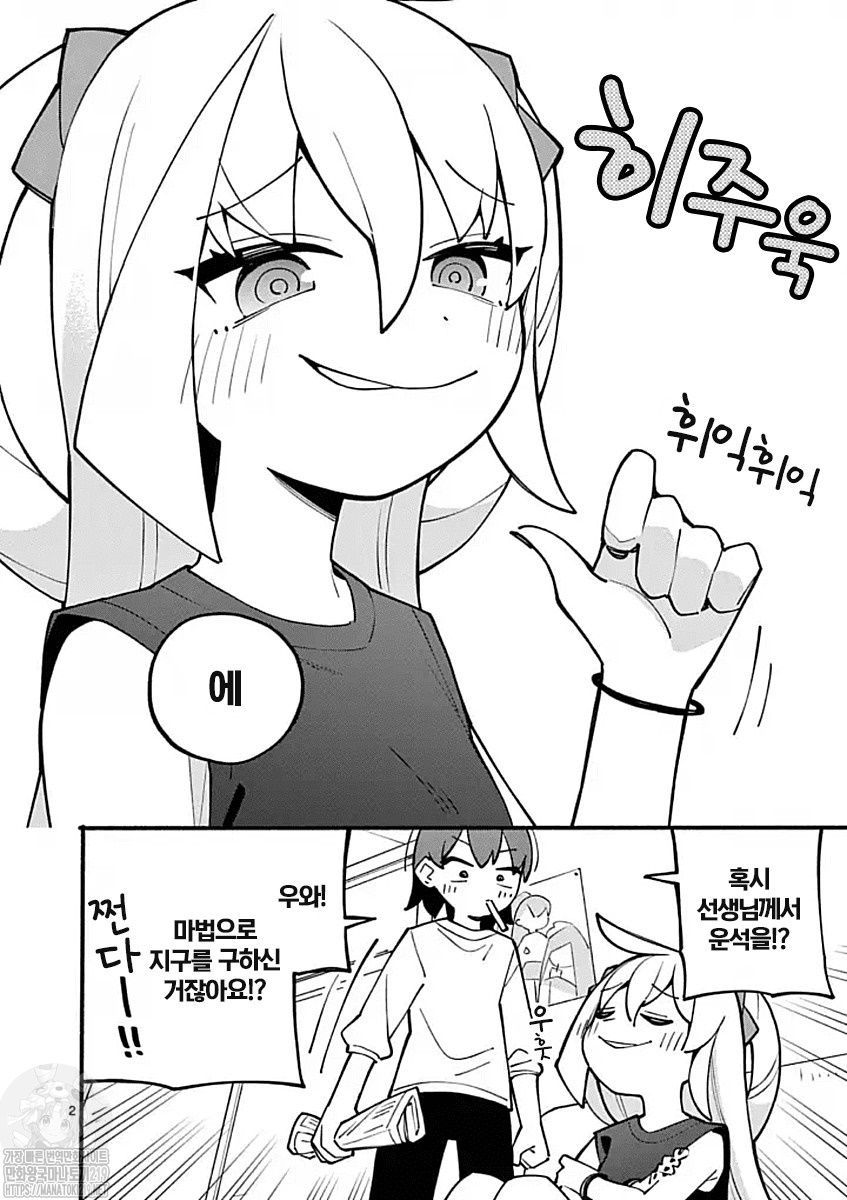 히주욱
휘익휘익
에
혹시
선생님께서
운석을!?
우와!
마법으로
지구를 구하신
거잖아요!?
쩐다ー!!
우훗
2
가장 빠른 번역만화 사이트
만화왕국마나토끼219
HTTPS://MANATOKI219.NET